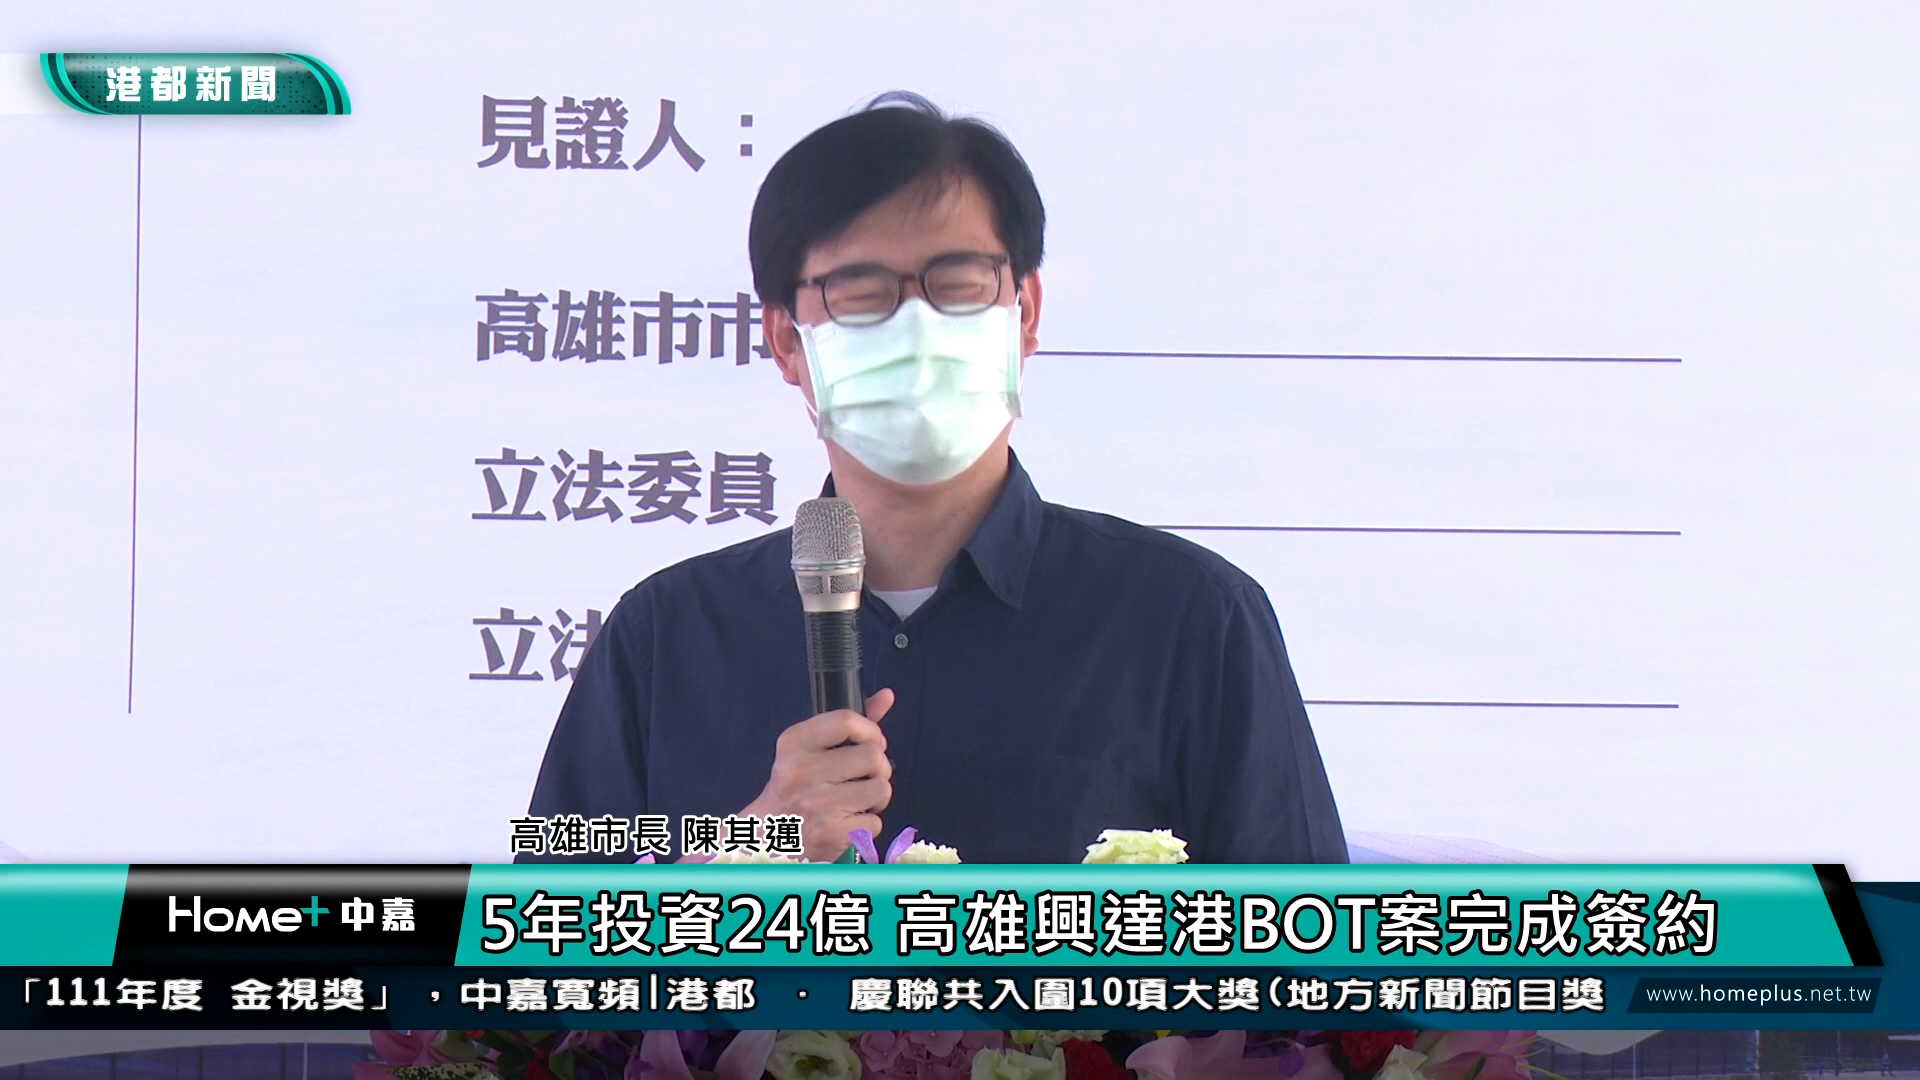 港都新聞
見證人：
高雄市市
立法委員
立法
高雄市長 陳其邁
Home+ 中嘉
5年投資24億 高雄興達港BOT案完成簽約
「111年度 金視獎」，中嘉寬頻|港都 · 慶聯共入圍10項大獎(地方新聞節目獎
www.homeplus.net.tw